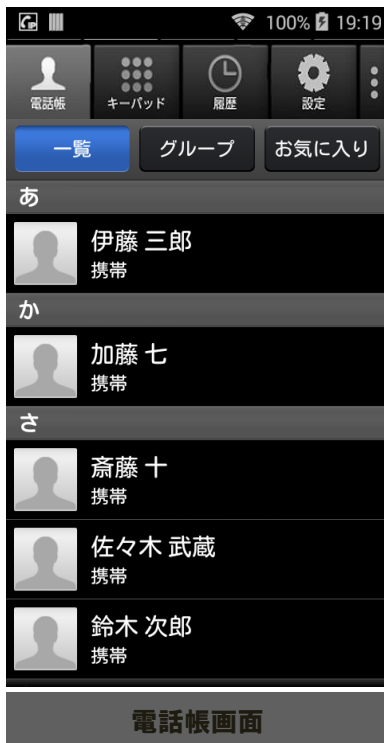 100% 19:19
電話帳 キーパッド 履歴 設定
一覧 グループ お気に入り
あ
伊藤 三郎
携帯
か
加藤 七
携帯
さ
斎藤 十
携帯
佐々木 武蔵
携帯
鈴木 次郎
携帯
電話帳画面